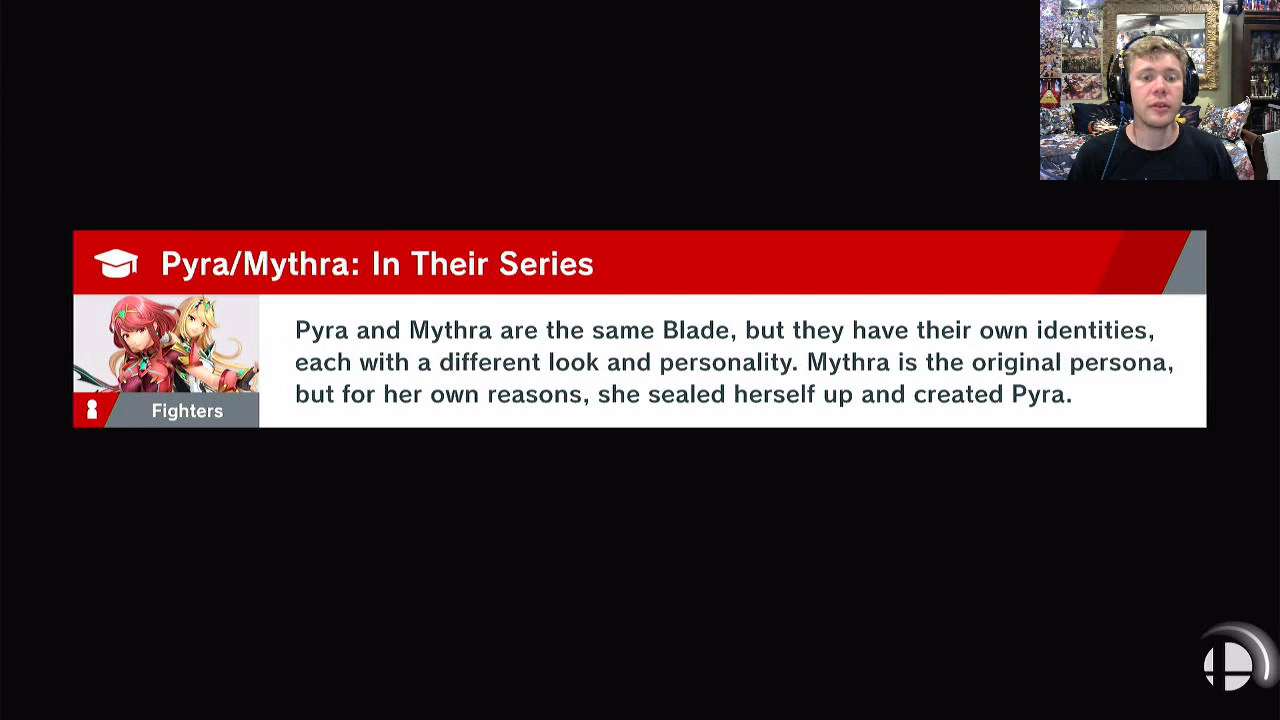 Pyra/Mythra: In Their Series
Pyra and Mythra are the same Blade, but they have their own identities,
each with a different look and personality. Mythra is the original persona,
but for her own reasons, she sealed herself up and created Pyra.
Fighters